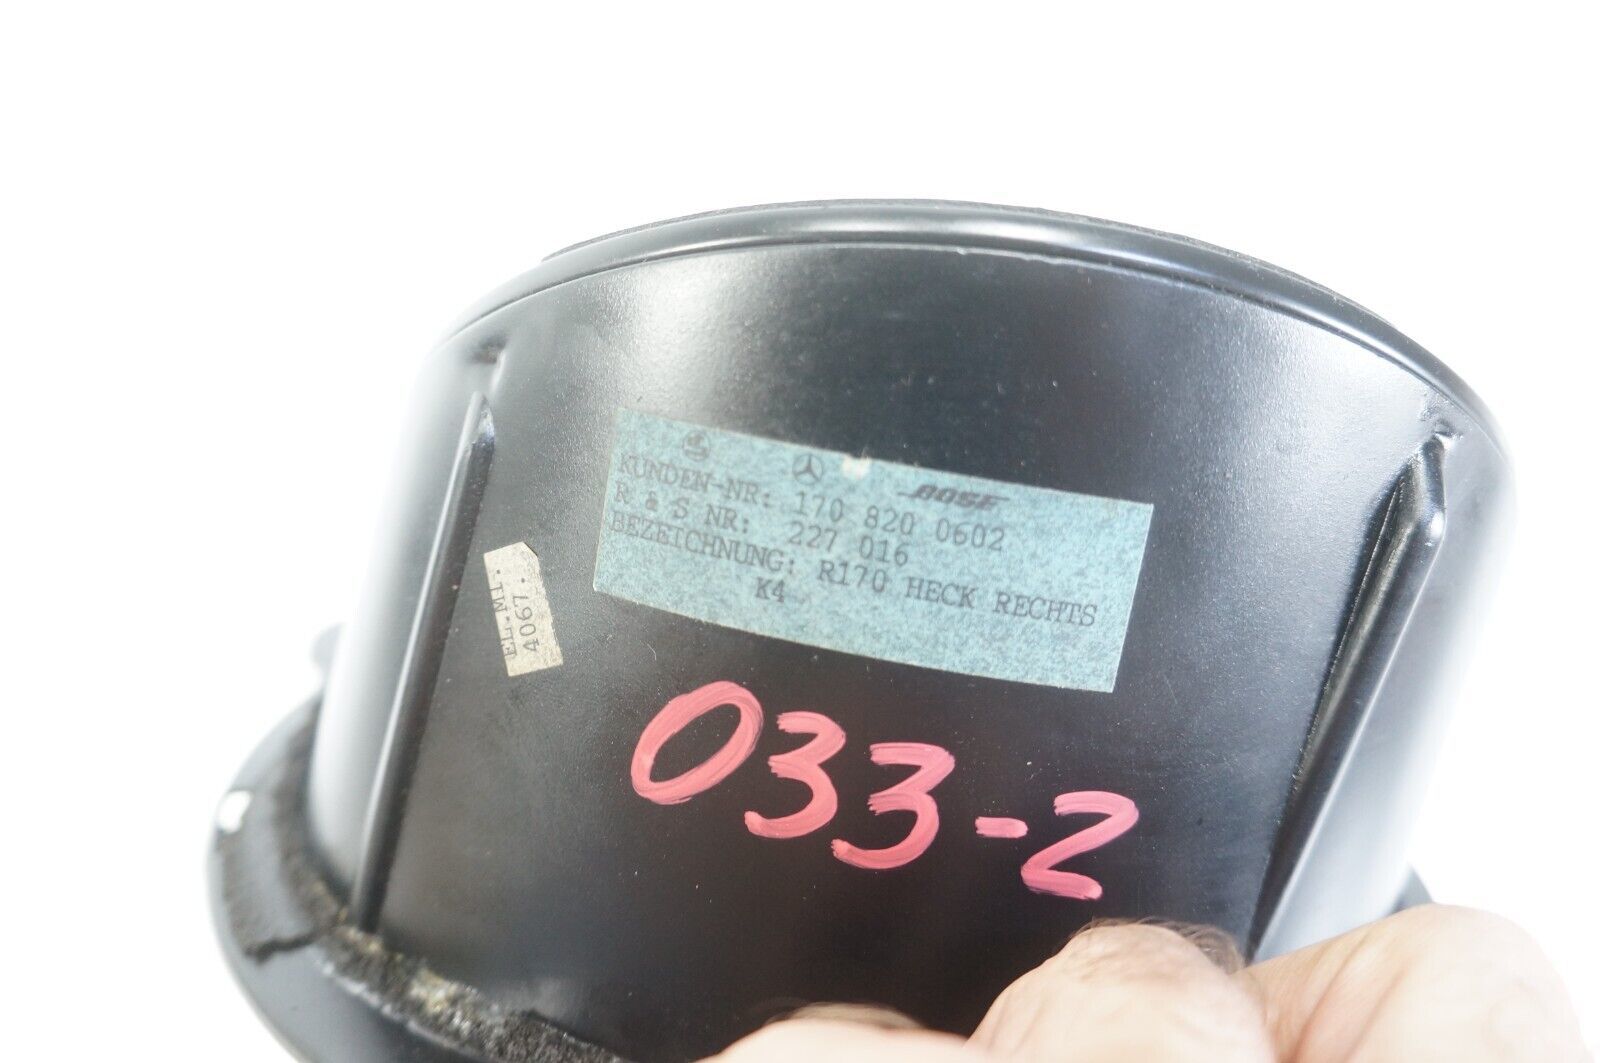 BOSE
KUNDEN-NR: 170 820 0602
R & S NR: 227 016
BEZEICHNUNG: R170 HECK RECHTS
K4
EL.MI.
4067.
033-2